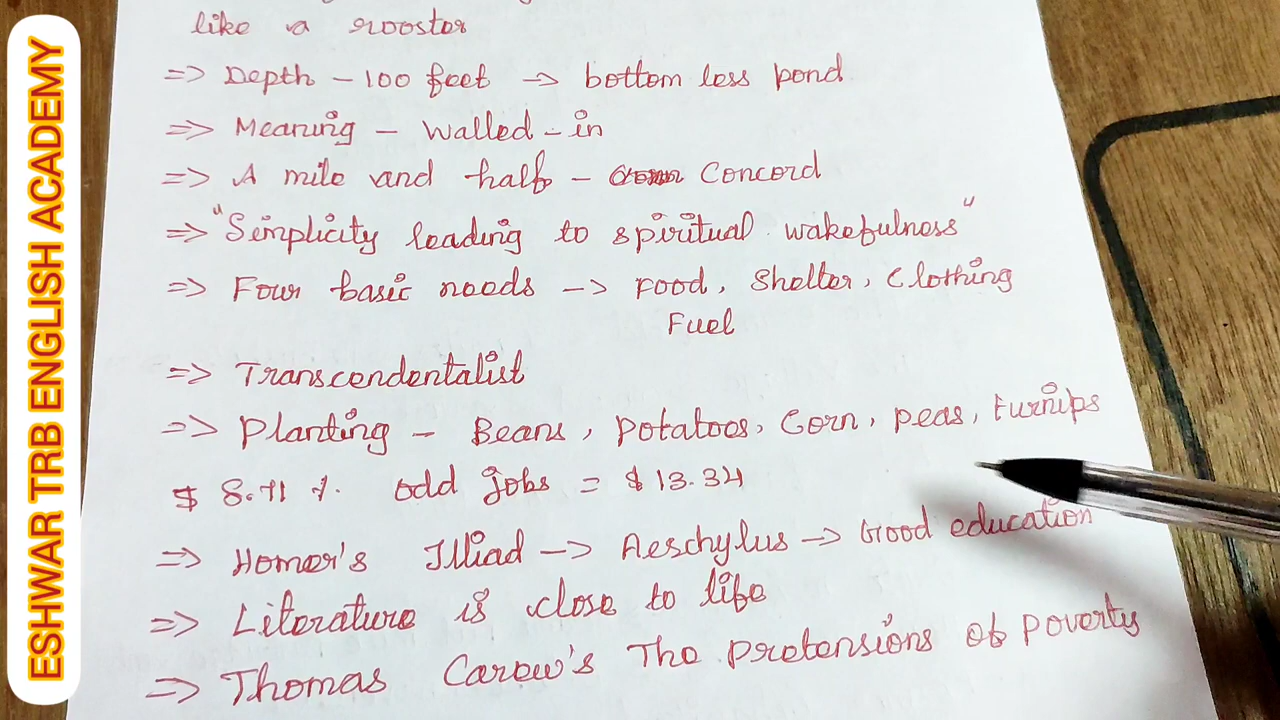 ESHWAR TRB ENGLISH ACADEMY
like a rooster
=> Depth - 100 feet -> bottom less pond
=> Meaning - Walled-in
=> A mile and half - Concord
=> "Simplicity leading to spiritual wakefulness"
=> Four basic needs -> Food, Shelter, Clothing
Fuel
=> Transcendentalist
=> Planting - Beans, Potatoes, Corn, peas, turnips
$ 8.71 odd jobs = $ 13.34
=> Homer's Illiad -> Aeschylus -> Good education
=> Literature is close to life
=> Thomas Carew's The Pretensions of Poverty